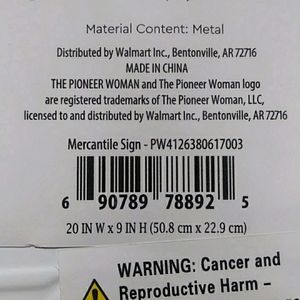 Material Content: Metal
Distributed by Walmart Inc., Bentonville, AR 72716
MADE IN CHINA
THE PIONEER WOMAN and The Pioneer Woman logo
are registered trademarks of The Pioneer Woman, LLC,
licensed to and distributed by Walmart Inc., Bentonville, AR 72716
Mercantile Sign - PW4126380617003
6 90789 78892 5
20 IN W x 9 IN H (50.8 cm x 22.9 cm)
WARNING: Cancer and
Reproductive Harm –